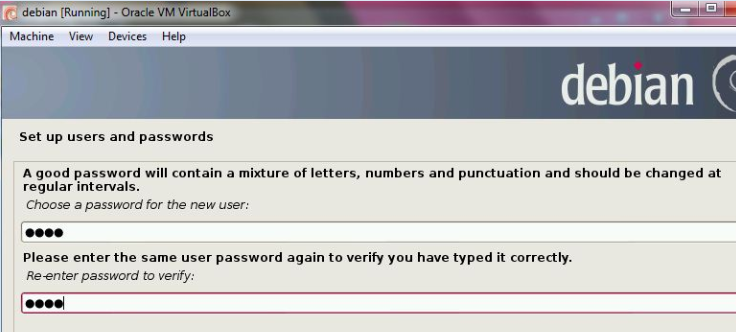 debian [Running] - Oracle VM VirtualBox
Machine View Devices Help
debian
Set up users and passwords
A good password will contain a mixture of letters, numbers and punctuation and should be changed at
regular intervals.
Choose a password for the new user:
●●●●
Please enter the same user password again to verify you have typed it correctly.
Re-enter password to verify:
●●●●